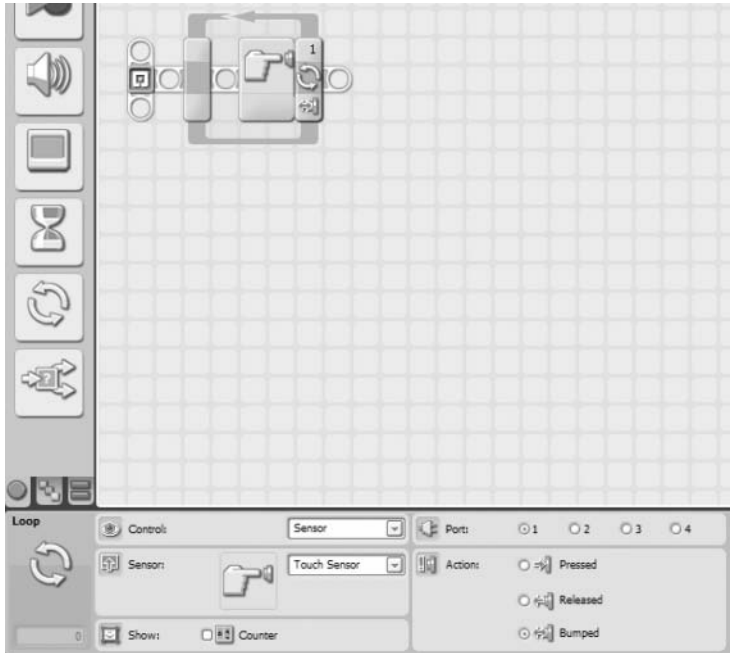 1
Loop
Control:
Sensor
Port:
1
2
3
4
Sensor:
Touch Sensor
Action:
Pressed
Released
0
Show:
Counter
Bumped